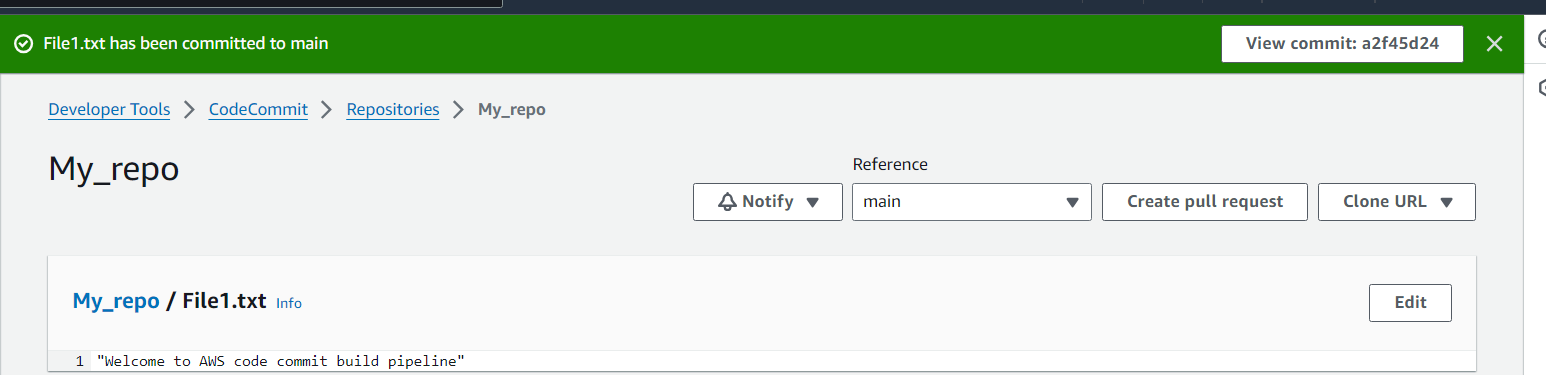 File1.txt has been committed to main
View commit: a2f45d24
Developer Tools
CodeCommit
Repositories
My_repo
My_repo
Reference
Notify
main
Create pull request
Clone URL
My_repo / File1.txt Info
Edit
1 "Welcome to AWS code commit build pipeline"